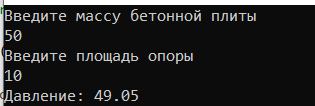 Введите массу бетонной плиты
50
Введите площадь опоры
10
Давление: 49.05